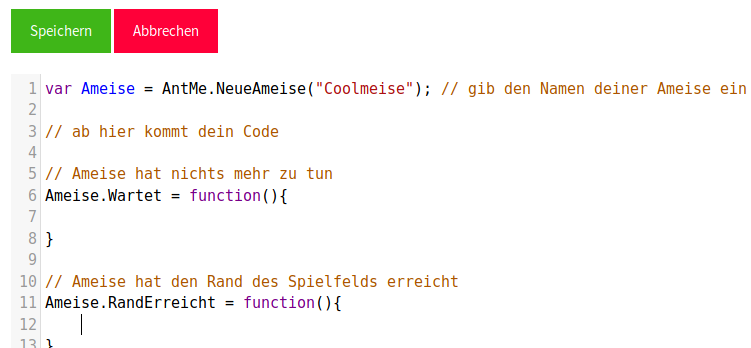 Speichern Abbrechen
1 var Ameise = AntMe.NeueAmeise("Coolmeise"); // gib den Namen deiner Ameise ein
2
3 // ab hier kommt dein Code
4
5 // Ameise hat nichts mehr zu tun
6 Ameise.Wartet = function(){
7
8 }
9
10 // Ameise hat den Rand des Spielfelds erreicht
11 Ameise.RandErreicht = function(){
12
13 }